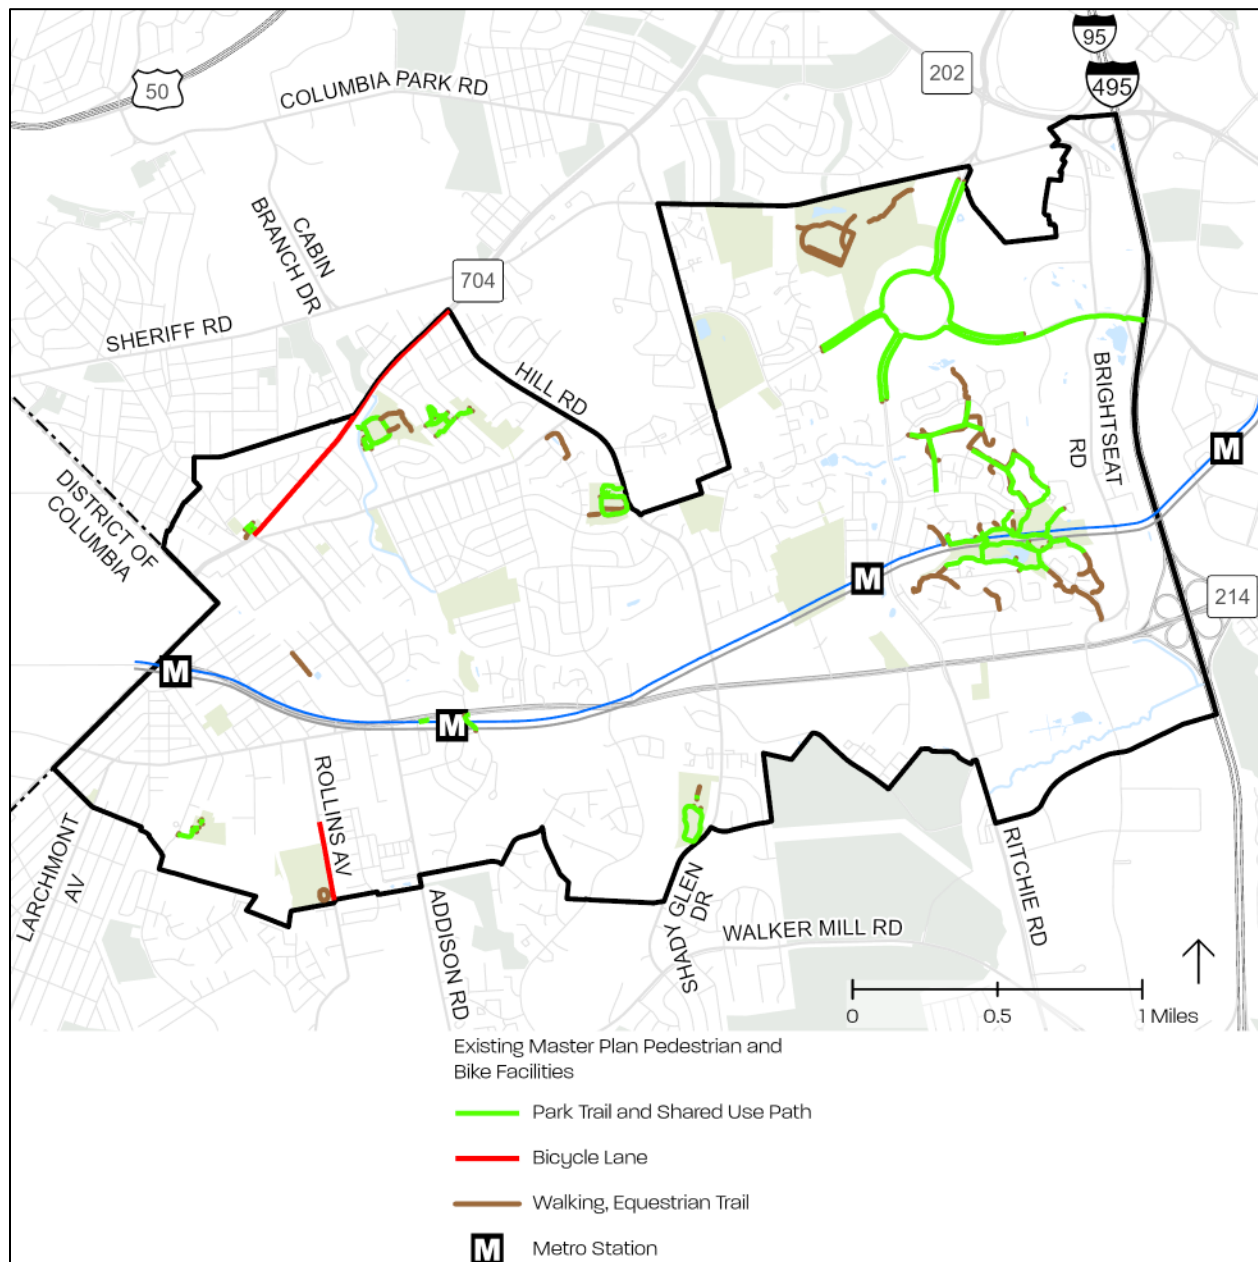 95
50
202
495
COLUMBIA PARK RD
CABIN
BRANCH DR
704
SHERIFF RD
HILL RD
BRIGHTSEAT
RD
M
DISTRICT OF
COLUMBIA
M
214
M
M
ROLLINS AV
LARCHMONT
AV
ADDISON RD
SHADY GLEN
DR
RITCHIE RD
WALKER MILL RD
0 0.5 1 Miles
Existing Master Plan Pedestrian and
Bike Facilities
Park Trail and Shared Use Path
Bicycle Lane
Walking, Equestrian Trail
M Metro Station